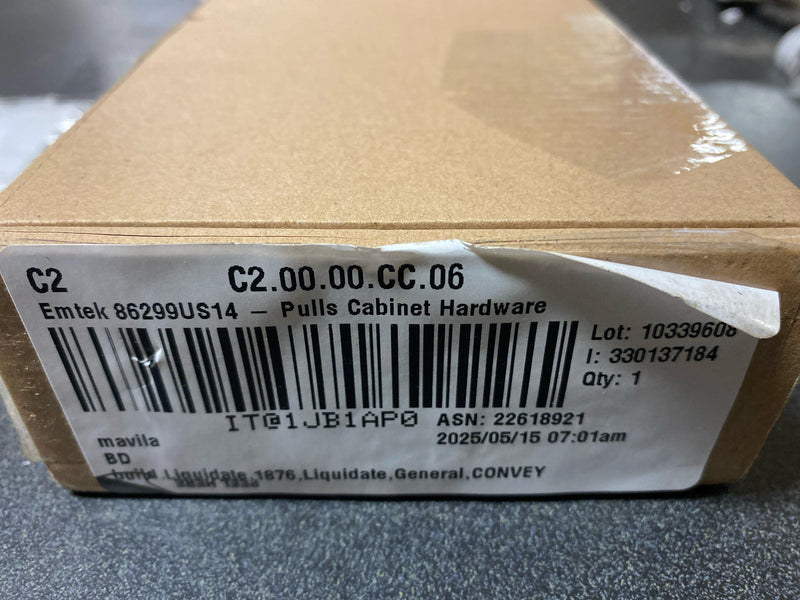 C2 C2.00.00.CC.06
Emtek 86299US14 – Pulls Cabinet Hardware
Lot: 10339608
I: 330137184
Qty: 1
IT@1JB1AP0 ASN: 22618921
2025/05/15 07:01am
mavila
BD
Liquidate,1876,Liquidate,General,CONVEY